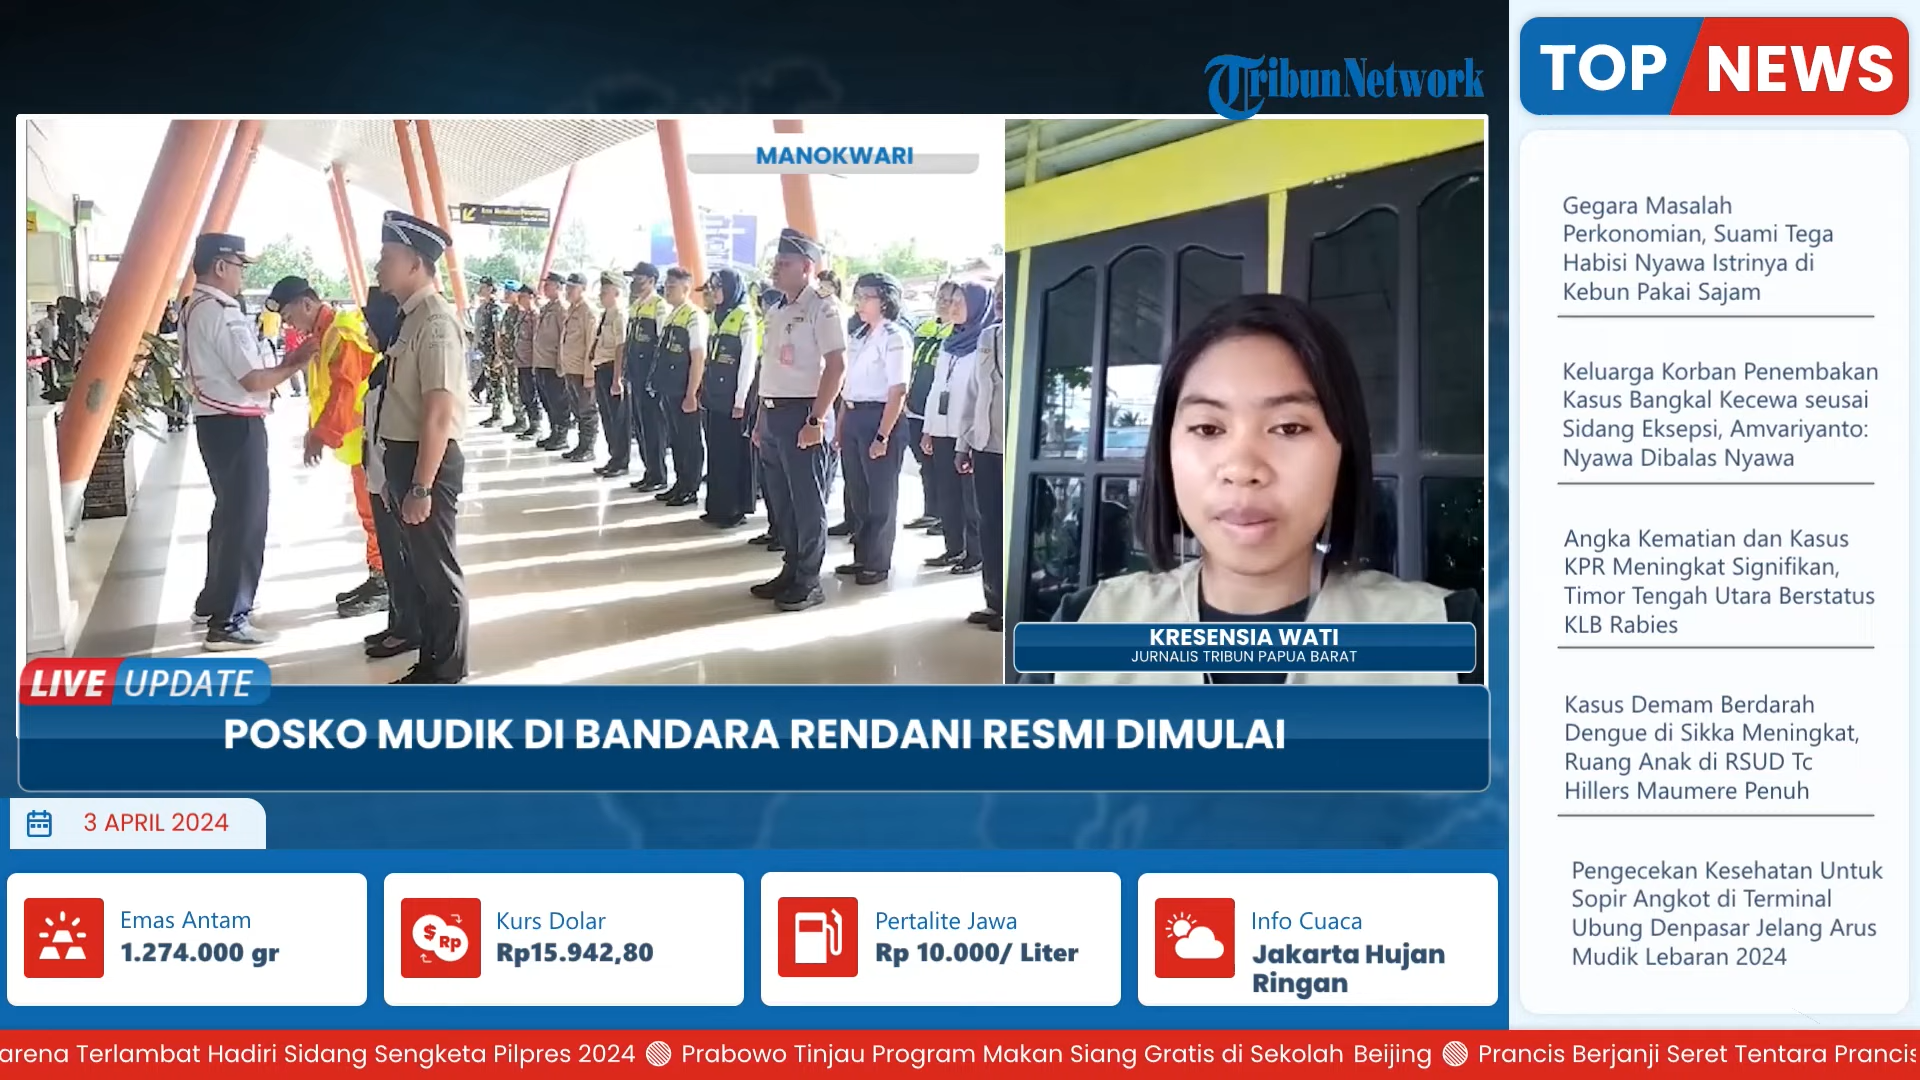 TribunNetwork
TOP NEWS
MANOKWARI
KRESENSIA WATI
JURNALIS TRIBUN PAPUA BARAT
LIVE UPDATE
POSKO MUDIK DI BANDARA RENDANI RESMI DIMULAI
3 APRIL 2024
Emas Antam
1.274.000 gr
Kurs Dolar
Rp15.942,80
Pertalite Jawa
Rp 10.000/ Liter
Info Cuaca
Jakarta Hujan
Ringan
Gegara Masalah
Perkonomian, Suami Tega
Habisi Nyawa Istrinya di
Kebun Pakai Sajam
Keluarga Korban Penembakan
Kasus Bangkal Kecewa seusai
Sidang Eksepsi, Amvariyanto:
Nyawa Dibalas Nyawa
Angka Kematian dan Kasus
KPR Meningkat Signifikan,
Timor Tengah Utara Berstatus
KLB Rabies
Kasus Demam Berdarah
Dengue di Sikka Meningkat,
Ruang Anak di RSUD Tc
Hillers Maumere Penuh
Pengecekan Kesehatan Untuk
Sopir Angkot di Terminal
Ubung Denpasar Jelang Arus
Mudik Lebaran 2024
arena Terlambat Hadiri Sidang Sengketa Pilpres 2024 Prabowo Tinjau Program Makan Siang Gratis di Sekolah Beijing Prancis Berjanji Seret Tentara Prancis